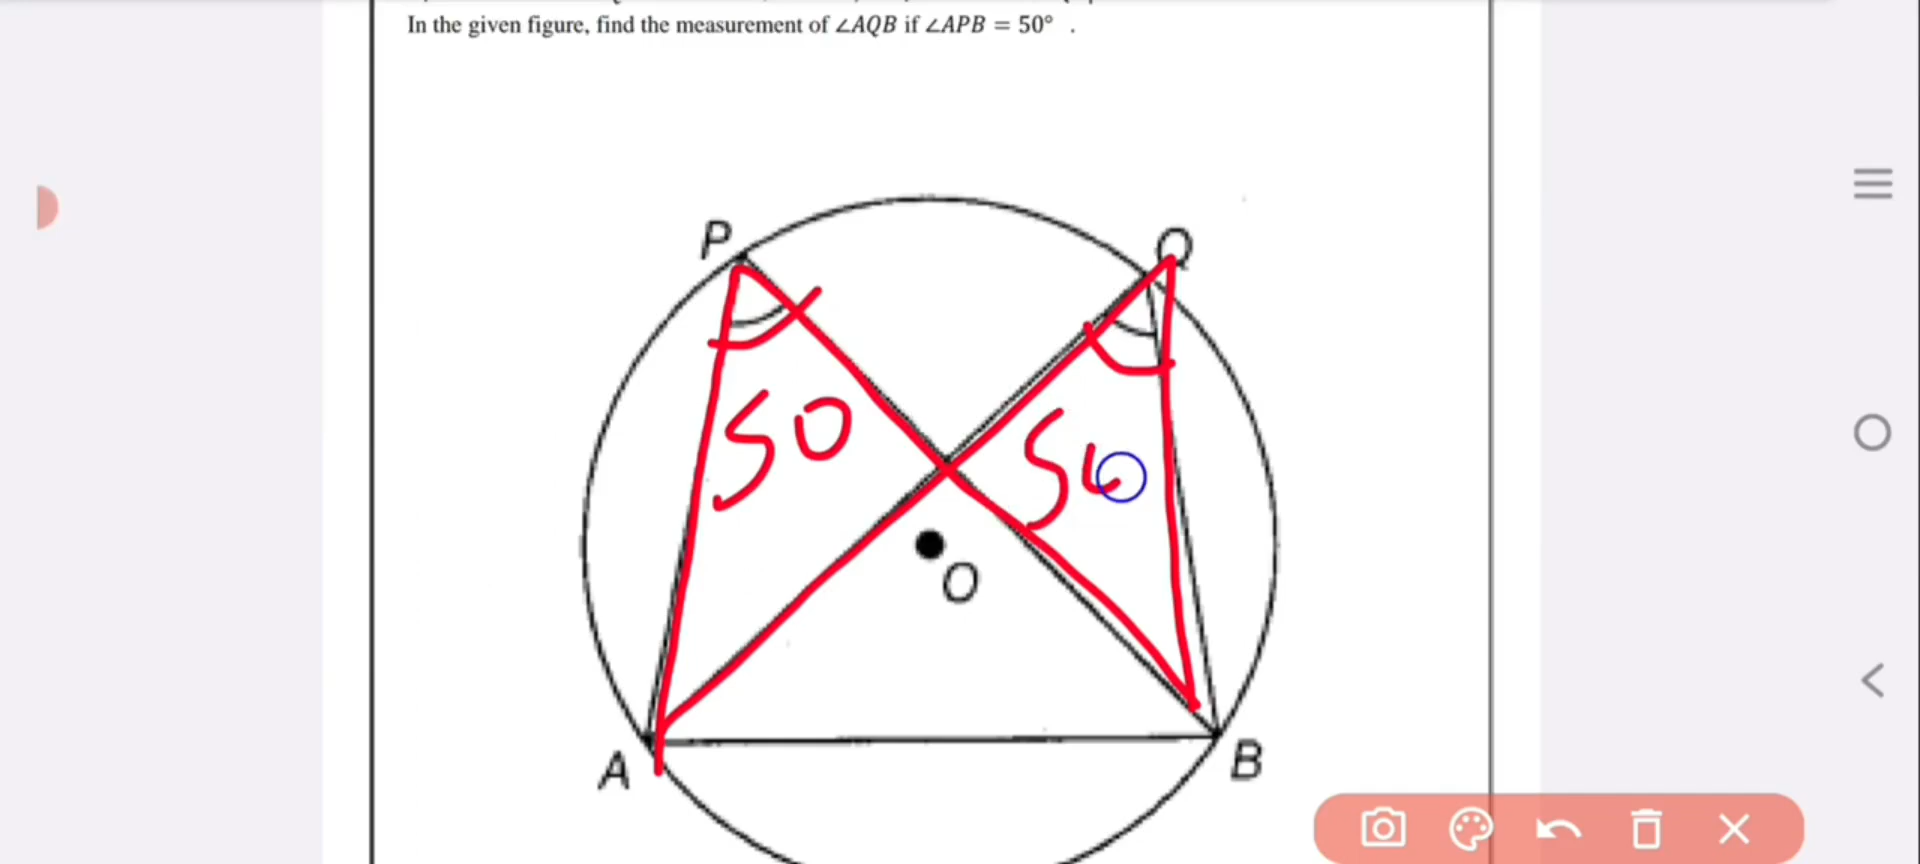 In the given figure, find the measurement of ∠AQB if ∠APB = 50° .
P
Q
50
O
A
B